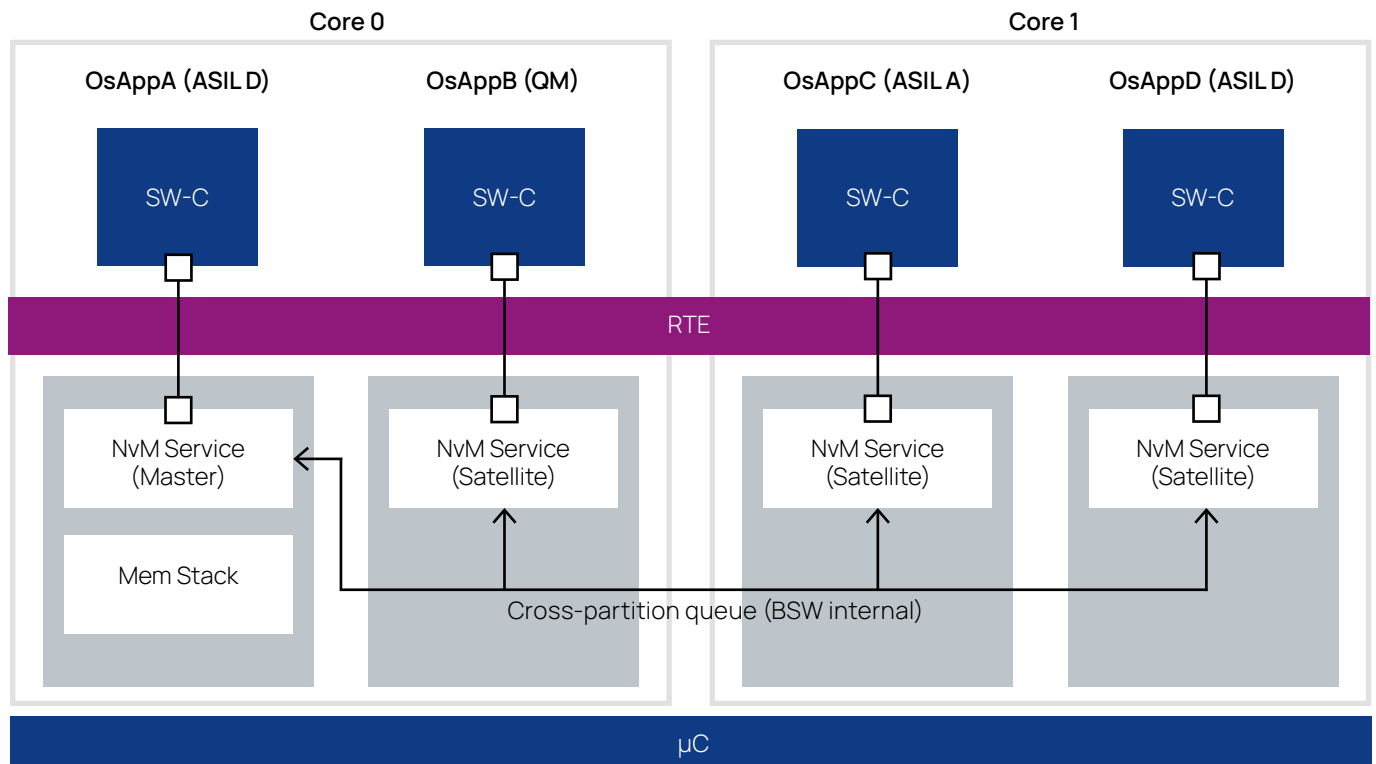 Core 0
Core 1
OsAppA (ASIL D)
OsAppB (QM)
OsAppC (ASIL A)
OsAppD (ASIL D)
SW-C
SW-C
SW-C
SW-C
RTE
NvM Service
(Master)
NvM Service
(Satellite)
NvM Service
(Satellite)
NvM Service
(Satellite)
Mem Stack
Cross-partition queue (BSW internal)
µC